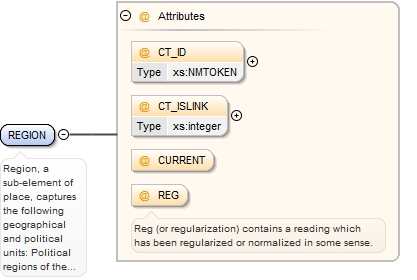 @ Attributes
@ CT_ID
Type xs:NMTOKEN
@ CT_ISLINK
Type xs:integer
@ CURRENT
@ REG
Reg (or regularization) contains a reading which
has been regularized or normalized in some sense.
REGION
Region, a
sub-element of
place, captures
the following
geographical
and political
units: Political
regions of the...